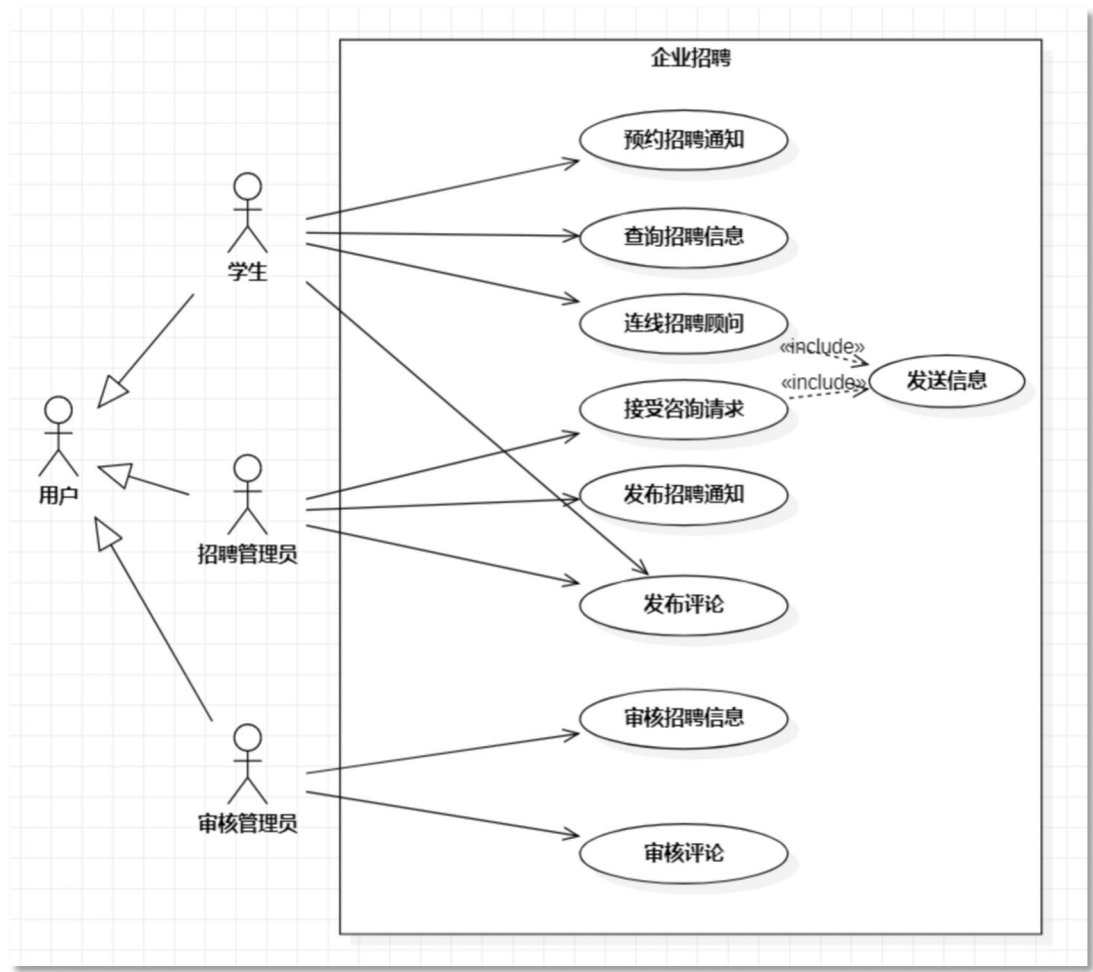 企业招聘
预约招聘通知
学生
查询招聘信息
连线招聘顾问
«include»
发送信息
«include»
接受咨询请求
用户
发布招聘通知
招聘管理员
发布评论
审核招聘信息
审核管理员
审核评论